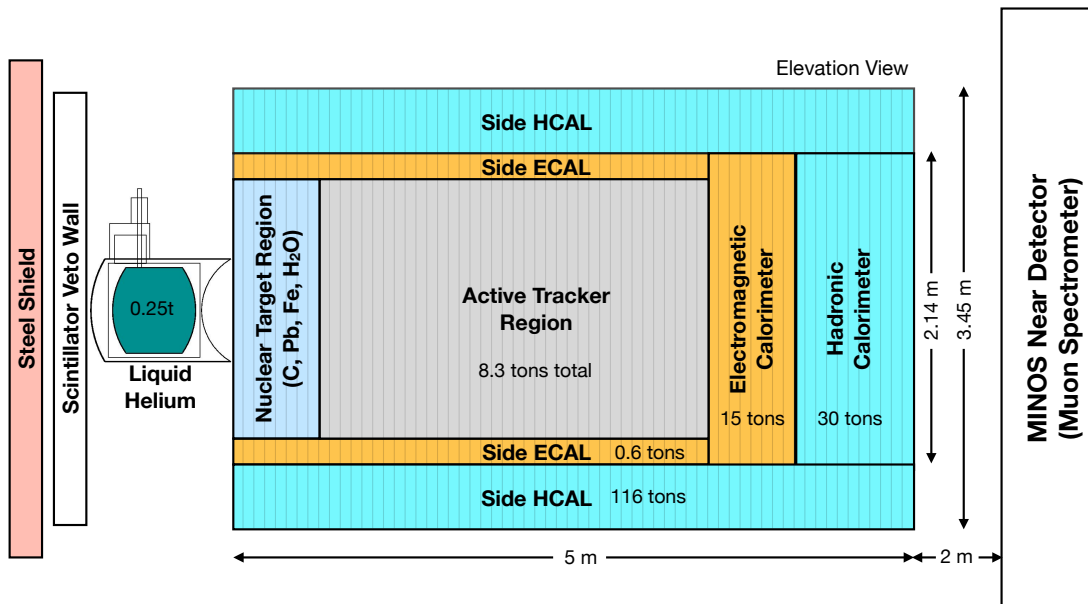 Elevation View
Steel Shield
Scintillator Veto Wall
0.25t
Liquid
Helium
Side HCAL
Side ECAL
Nuclear Target Region
(C, Pb, Fe, H₂O)
Active Tracker
Region
8.3 tons total
Electromagnetic
Calorimeter
15 tons
Hadronic
Calorimeter
30 tons
Side ECAL 0.6 tons
Side HCAL 116 tons
2.14 m
3.45 m
5 m
2 m
MINOS Near Detector
(Muon Spectrometer)